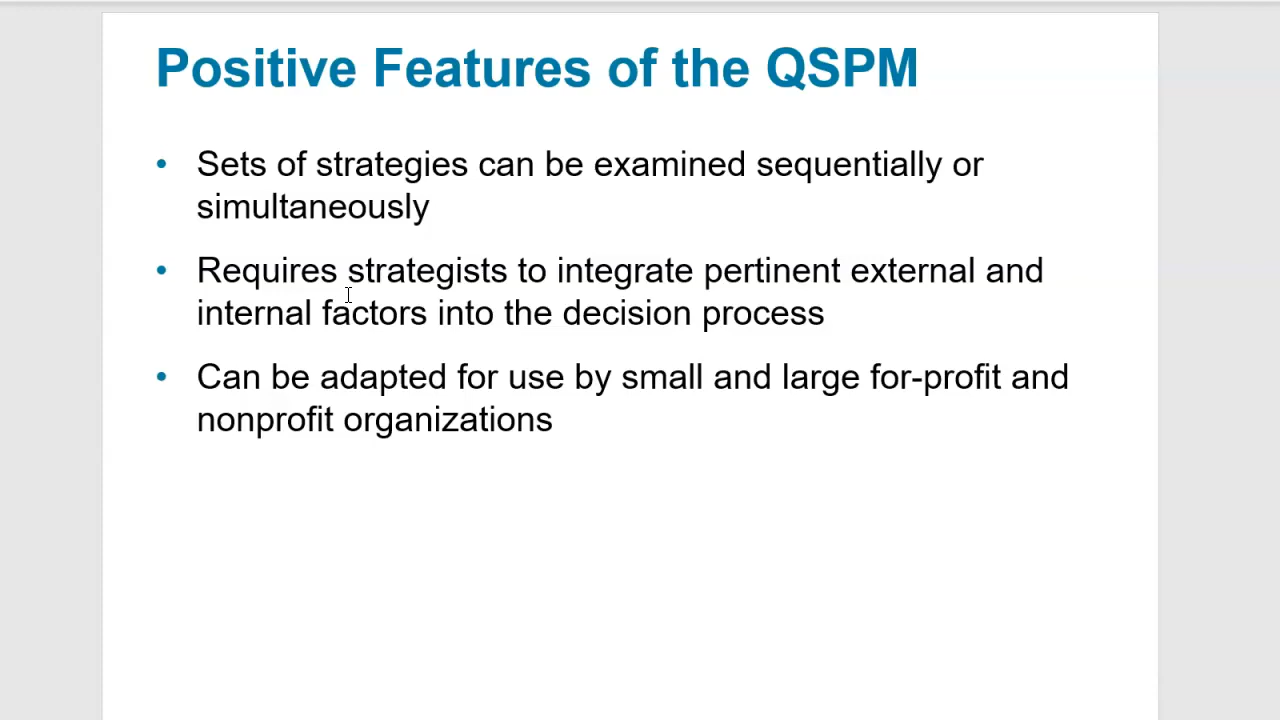 Positive Features of the QSPM
• Sets of strategies can be examined sequentially or
simultaneously
• Requires strategists to integrate pertinent external and
internal factors into the decision process
• Can be adapted for use by small and large for-profit and
nonprofit organizations